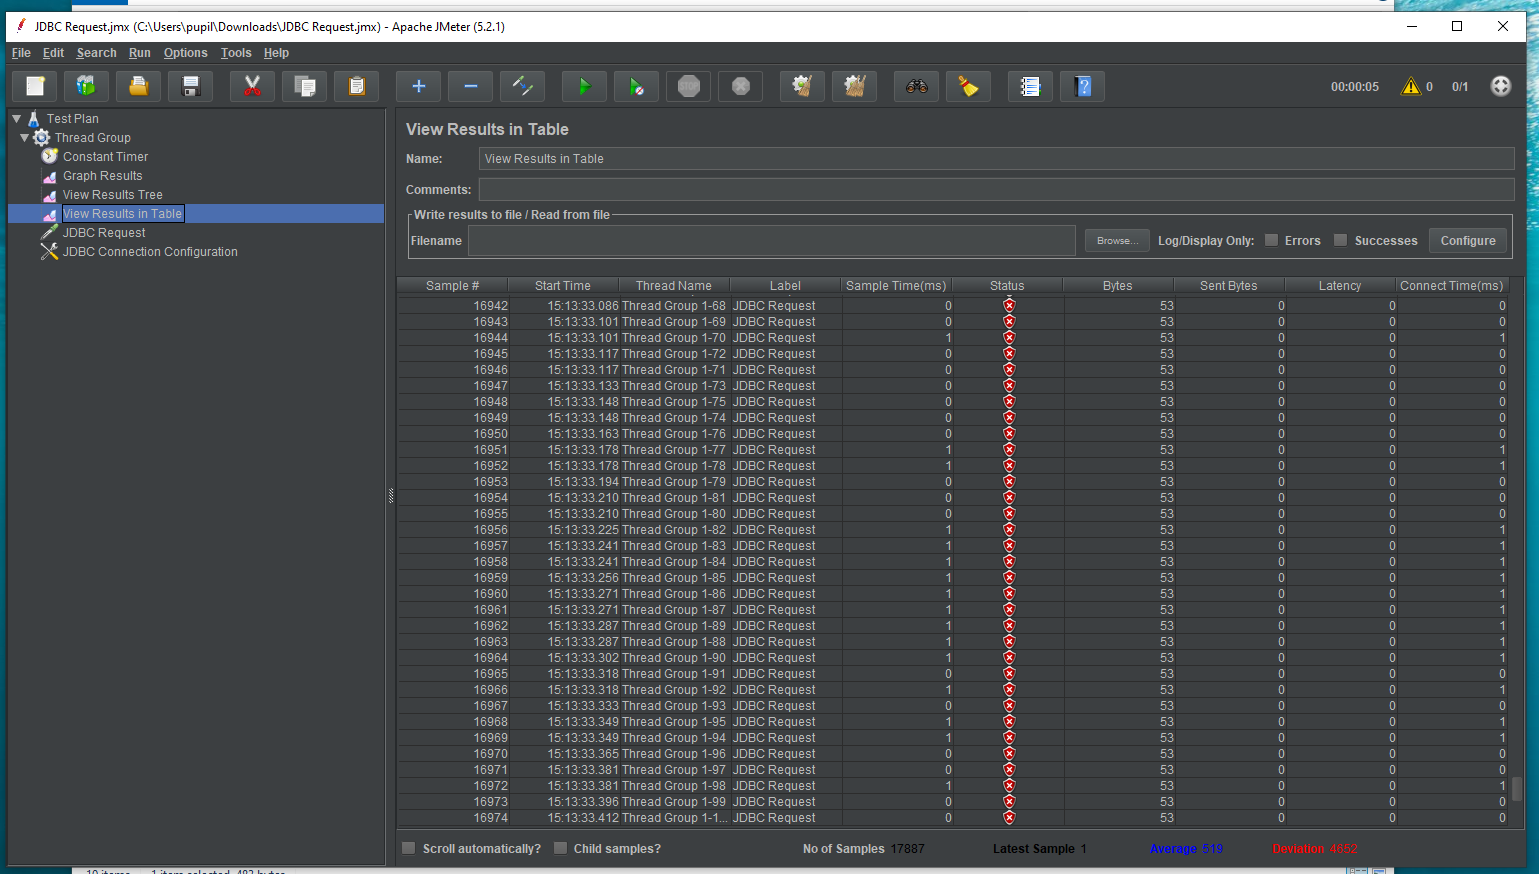 JDBC Request.jmx (C:\Users\pupil\Downloads\JDBC Request.jmx) - Apache JMeter (5.2.1)
File Edit Search Run Options Tools Help
STOP
00:00:05 0 0/1
Test Plan
Thread Group
Constant Timer
Graph Results
View Results Tree
View Results in Table
JDBC Request
JDBC Connection Configuration
View Results in Table
Name: View Results in Table
Comments:
Write results to file / Read from file
Filename Browse... Log/Display Only: Errors Successes Configure
Sample # Start Time Thread Name Label Sample Time(ms) Status Bytes Sent Bytes Latency Connect Time(ms)
16942 15:13:33.086 Thread Group 1-68 JDBC Request 0 53 0 0 0
16943 15:13:33.101 Thread Group 1-69 JDBC Request 0 53 0 0 0
16944 15:13:33.101 Thread Group 1-70 JDBC Request 1 53 0 0 1
16945 15:13:33.117 Thread Group 1-72 JDBC Request 0 53 0 0 0
16946 15:13:33.117 Thread Group 1-71 JDBC Request 0 53 0 0 0
16947 15:13:33.133 Thread Group 1-73 JDBC Request 0 53 0 0 0
16948 15:13:33.148 Thread Group 1-75 JDBC Request 0 53 0 0 0
16949 15:13:33.148 Thread Group 1-74 JDBC Request 0 53 0 0 0
16950 15:13:33.163 Thread Group 1-76 JDBC Request 0 53 0 0 0
16951 15:13:33.178 Thread Group 1-77 JDBC Request 1 53 0 0 1
16952 15:13:33.178 Thread Group 1-78 JDBC Request 1 53 0 0 1
16953 15:13:33.194 Thread Group 1-79 JDBC Request 0 53 0 0 0
16954 15:13:33.210 Thread Group 1-81 JDBC Request 0 53 0 0 0
16955 15:13:33.210 Thread Group 1-80 JDBC Request 0 53 0 0 0
16956 15:13:33.225 Thread Group 1-82 JDBC Request 1 53 0 0 1
16957 15:13:33.241 Thread Group 1-83 JDBC Request 1 53 0 0 1
16958 15:13:33.241 Thread Group 1-84 JDBC Request 1 53 0 0 1
16959 15:13:33.256 Thread Group 1-85 JDBC Request 1 53 0 0 1
16960 15:13:33.271 Thread Group 1-86 JDBC Request 1 53 0 0 1
16961 15:13:33.271 Thread Group 1-87 JDBC Request 1 53 0 0 1
16962 15:13:33.287 Thread Group 1-89 JDBC Request 1 53 0 0 1
16963 15:13:33.287 Thread Group 1-88 JDBC Request 1 53 0 0 1
16964 15:13:33.302 Thread Group 1-90 JDBC Request 1 53 0 0 1
16965 15:13:33.318 Thread Group 1-91 JDBC Request 0 53 0 0 0
16966 15:13:33.318 Thread Group 1-92 JDBC Request 1 53 0 0 1
16967 15:13:33.333 Thread Group 1-93 JDBC Request 0 53 0 0 0
16968 15:13:33.349 Thread Group 1-95 JDBC Request 1 53 0 0 1
16969 15:13:33.349 Thread Group 1-94 JDBC Request 1 53 0 0 1
16970 15:13:33.365 Thread Group 1-96 JDBC Request 0 53 0 0 0
16971 15:13:33.381 Thread Group 1-97 JDBC Request 0 53 0 0 0
16972 15:13:33.381 Thread Group 1-98 JDBC Request 1 53 0 0 1
16973 15:13:33.396 Thread Group 1-99 JDBC Request 0 53 0 0 0
16974 15:13:33.412 Thread Group 1-1... JDBC Request 0 53 0 0 0
Scroll automatically? Child samples? No of Samples 17887 Latest Sample 1 Average 519 Deviation 4652